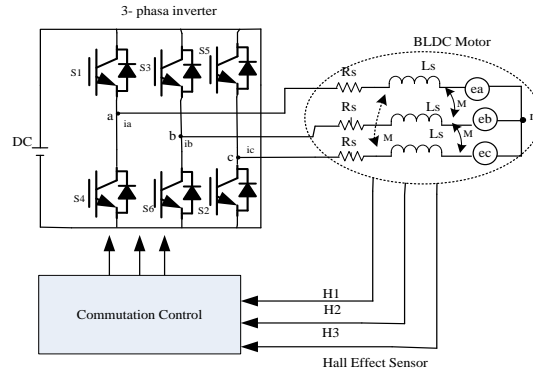 3- phasa inverter
BLDC Motor
S1
S3
S5
Rs
Ls
ea
a
ia
M
Rs
Ls
eb
n
DC
b
ib
M
M
Rs
Ls
ec
c
ic
S4
S6
S2
Commutation Control
H1
H2
H3
Hall Effect Sensor